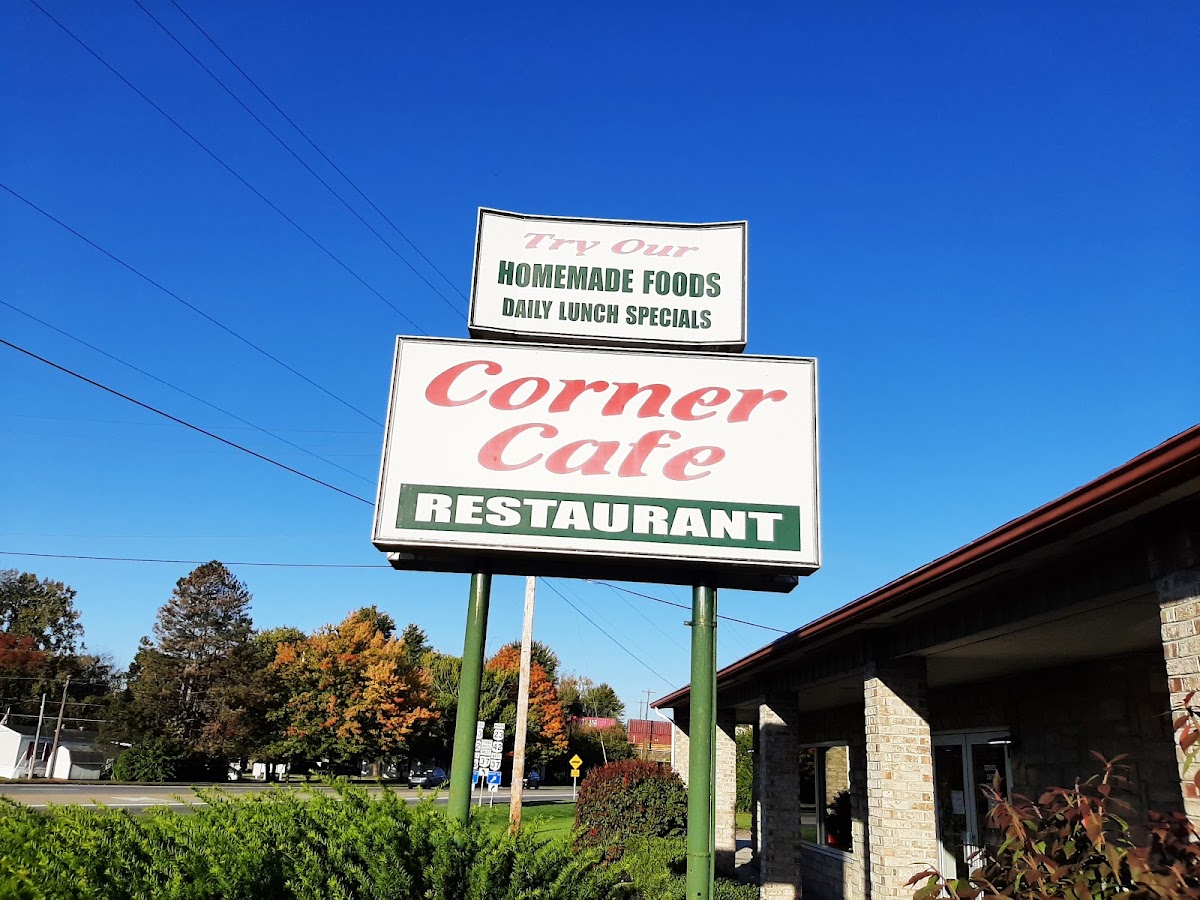 Try Our
HOMEMADE FOODS
DAILY LUNCH SPECIALS
Corner
Cafe
RESTAURANT